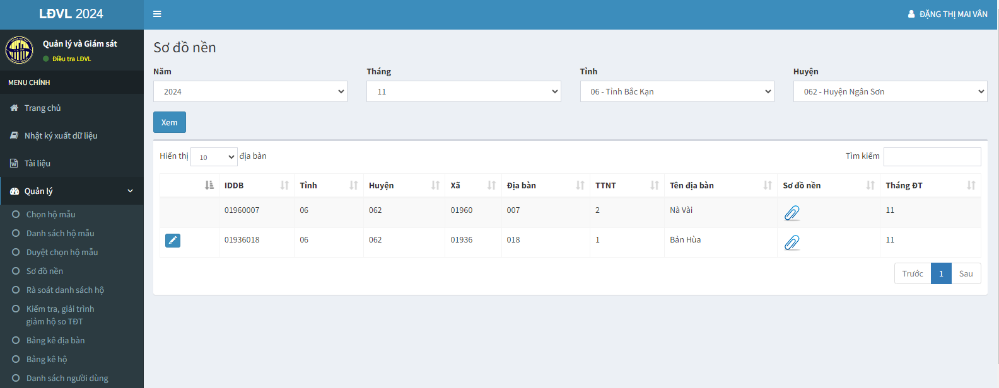 LĐVL 2024
ĐẶNG THỊ MAI VÂN
Quản lý và Giám sát
Điều tra LĐVL
MENU CHÍNH
Trang chủ
Nhật ký xuất dữ liệu
Tài liệu
Quản lý
Chọn hộ mẫu
Danh sách hộ mẫu
Duyệt chọn hộ mẫu
Sơ đồ nền
Rà soát danh sách hộ
Kiểm tra, giải trình
giảm hộ so TĐT
Bảng kê địa bàn
Bảng kê hộ
Danh sách người dùng
Sơ đồ nền
Năm Tháng Tỉnh Huyện
2024 11 06 - Tỉnh Bắc Kạn 062 - Huyện Ngân Sơn
Xem
Hiển thị 10 địa bàn Tìm kiếm
IDDB Tỉnh Huyện Xã Địa bàn TTNT Tên địa bàn Sơ đồ nền Tháng ĐT
01960007 06 062 01960 007 2 Nà Vài 11
01936018 06 062 01936 018 1 Bản Hùa 11
Trước 1 Sau